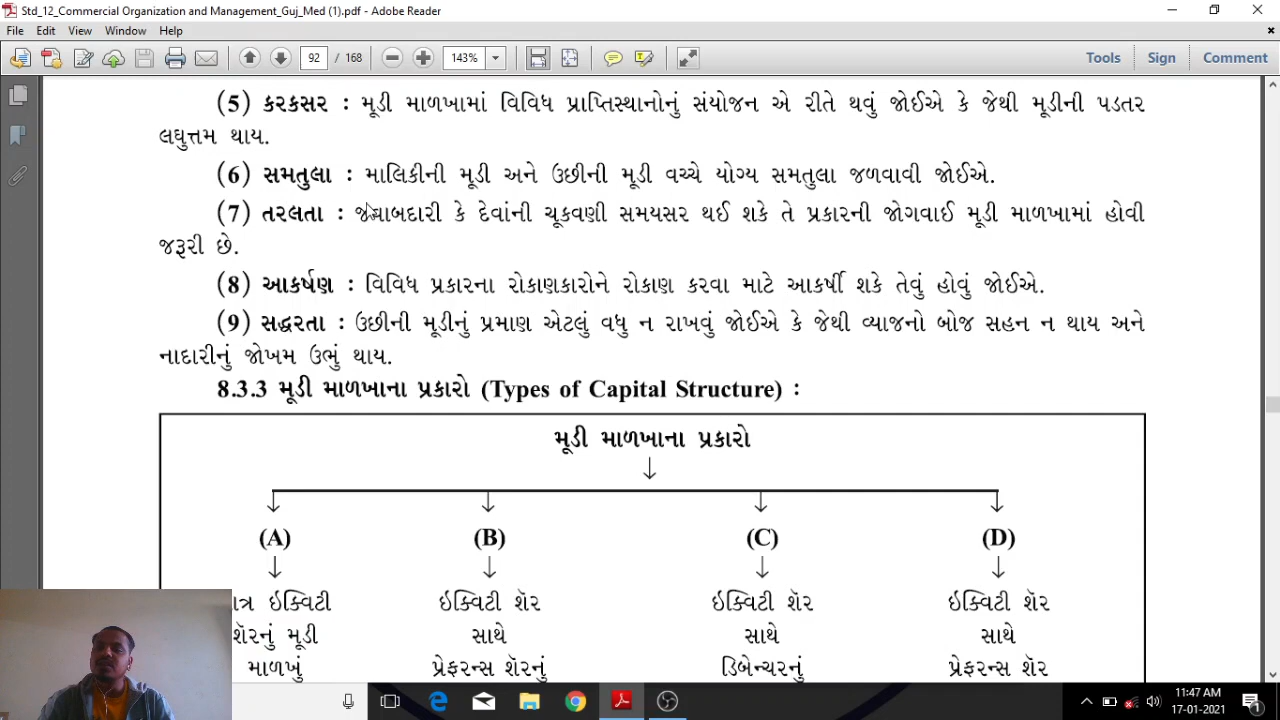 Std_12_Commercial Organization and Management_Guj_Med (1).pdf - Adobe Reader
File Edit View Window Help
92 / 168 143% Tools Sign Comment
(5) કરકસર : મૂડી માળખામાં વિવિધ પ્રાપ્તિસ્થાનોનું સંયોજન એ રીતે થવું જોઈએ કે જેથી મૂડીની પડતર
લઘુત્તમ થાય.
(6) સમતુલા : માલિકીની મૂડી અને ઉછીની મૂડી વચ્ચે યોગ્ય સમતુલા જળવાવી જોઈએ.
(7) તરલતા : જવાબદારી કે દેવાંની ચૂકવણી સમયસર થઈ શકે તે પ્રકારની જોગવાઈ મૂડી માળખામાં હોવી
જરૂરી છે.
(8) આકર્ષણ : વિવિધ પ્રકારના રોકાણકારોને રોકાણ કરવા માટે આકર્ષી શકે તેવું હોવું જોઈએ.
(9) સદ્ધરતા : ઉછીની મૂડીનું પ્રમાણ એટલું વધુ ન રાખવું જોઈએ કે જેથી વ્યાજનો બોજ સહન ન થાય અને
નાદારીનું જોખમ ઉભું થાય.
8.3.3 મૂડી માળખાના પ્રકારો (Types of Capital Structure) :
મૂડી માળખાના પ્રકારો
(A) (B) (C) (D)
ઇક્વિટી ઇક્વિટી શૅર ઇક્વિટી શૅર ઇક્વિટી શૅર
શૅરનું મૂડી સાથે સાથે સાથે
માળખું પ્રેફરન્સ શૅરનું ડિબેન્ચરનું પ્રેફરન્સ શૅર
11:47 AM
17-01-2021
1